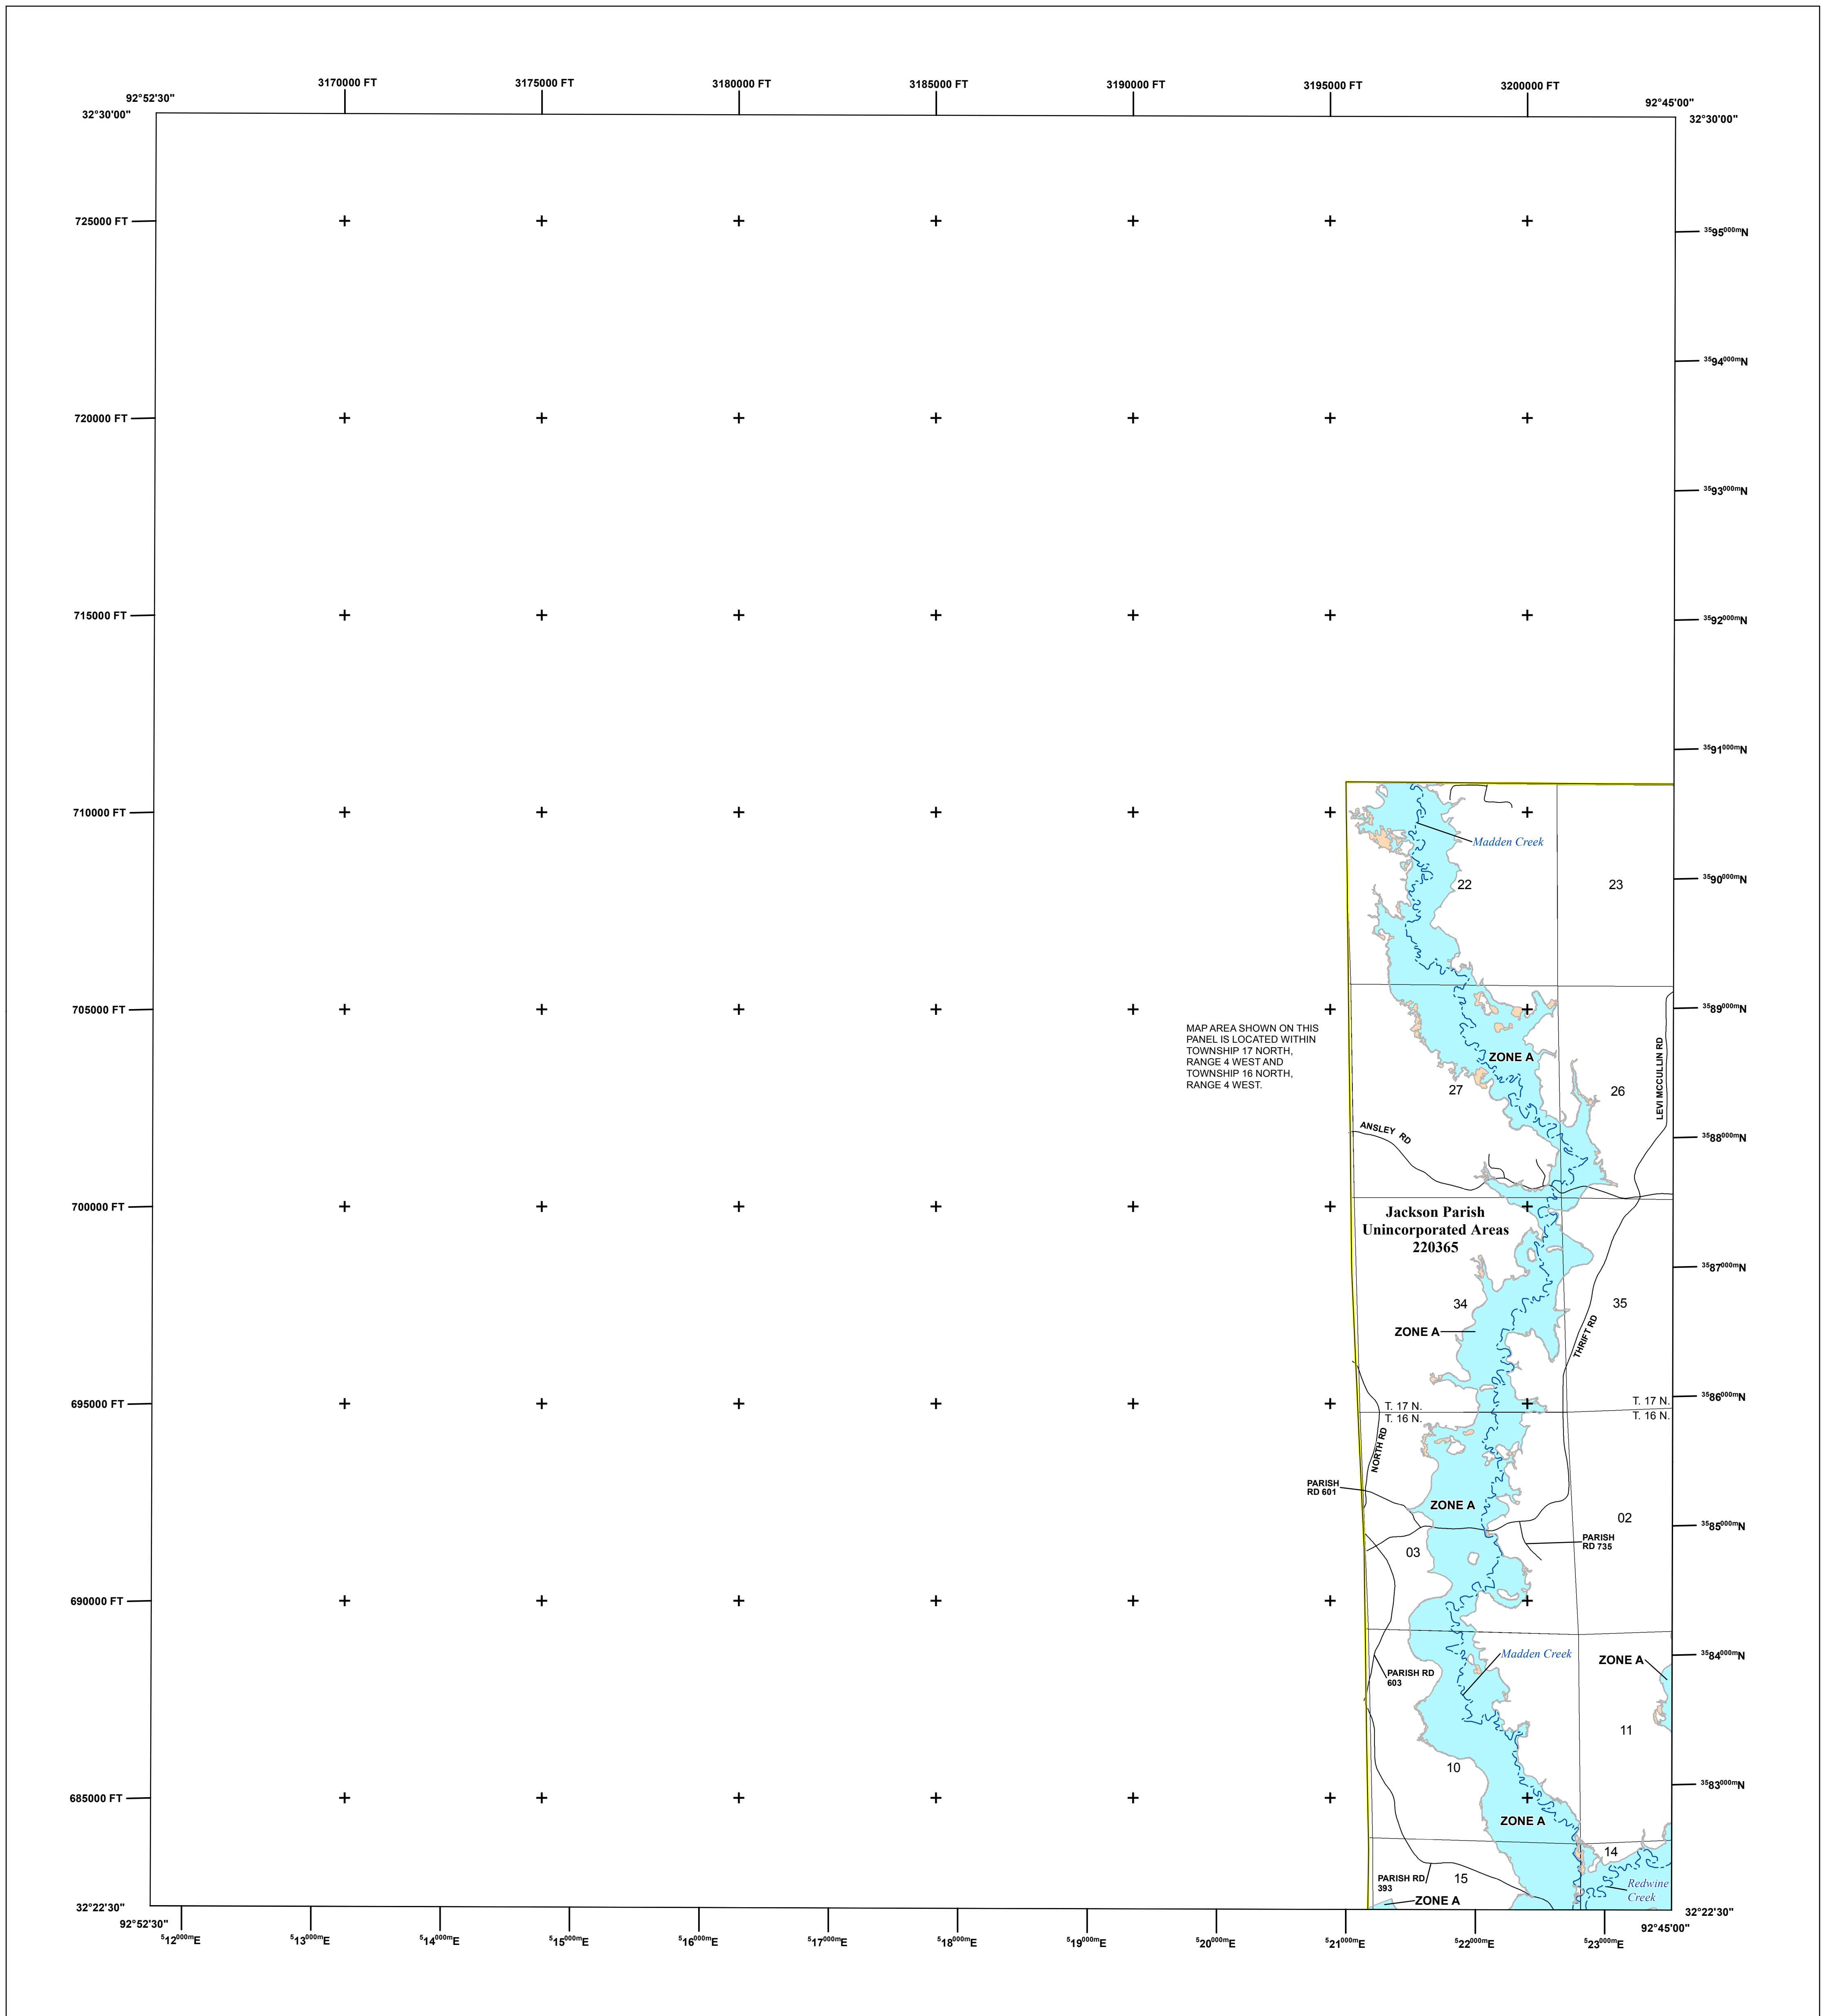 3170000 FT
3175000 FT
3180000 FT
3185000 FT
3190000 FT
3195000 FT
3200000 FT
92°52'30"
92°45'00"
32°30'00"
32°30'00"
725000 FT
3595000mN
3594000mN
720000 FT
3593000mN
715000 FT
3592000mN
3591000mN
710000 FT
Madden Creek
22
23
3590000mN
705000 FT
3589000mN
MAP AREA SHOWN ON THIS
PANEL IS LOCATED WITHIN
TOWNSHIP 17 NORTH,
RANGE 4 WEST AND
TOWNSHIP 16 NORTH,
RANGE 4 WEST.
ZONE A
LEVI MCCULLIN RD
27
26
ANSLEY RD
3588000mN
700000 FT
Jackson Parish
Unincorporated Areas
220365
3587000mN
34
35
ZONE A
THRIFT RD
695000 FT
3586000mN
T. 17 N.
T. 16 N.
T. 17 N.
T. 16 N.
NORTH RD
PARISH
RD 601
ZONE A
02
3585000mN
PARISH
RD 735
03
690000 FT
Madden Creek
3584000mN
ZONE A
PARISH RD
603
11
10
685000 FT
3583000mN
ZONE A
14
15
PARISH RD
393
Redwine
Creek
ZONE A
32°22'30"
32°22'30"
92°52'30"
92°45'00"
512000mE
513000mE
514000mE
515000mE
516000mE
517000mE
518000mE
519000mE
520000mE
521000mE
522000mE
523000mE